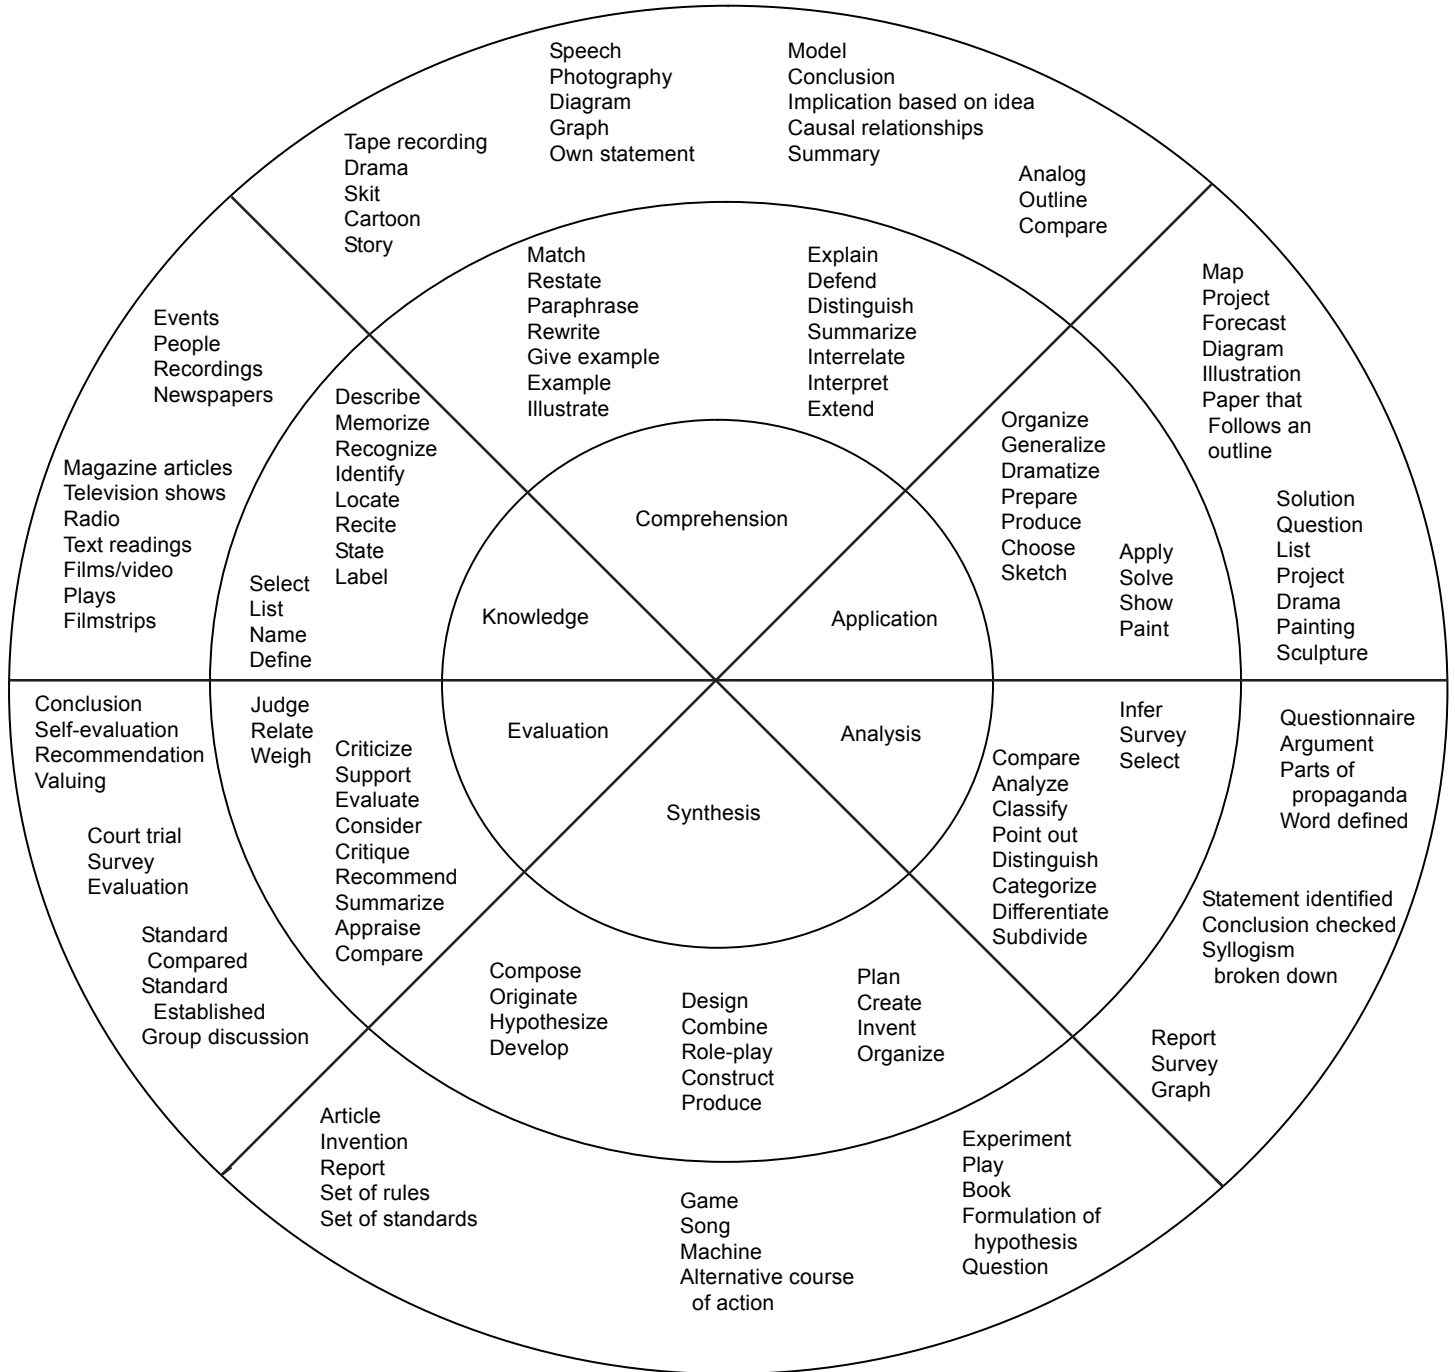 Speech
Photography
Diagram
Graph
Own statement
Model
Conclusion
Implication based on idea
Causal relationships
Summary
Tape recording
Drama
Skit
Cartoon
Story
Analog
Outline
Compare
Match
Restate
Paraphrase
Rewrite
Give example
Example
Illustrate
Explain
Defend
Distinguish
Summarize
Interrelate
Interpret
Extend
Map
Project
Forecast
Diagram
Illustration
Paper that
Follows an
outline
Events
People
Recordings
Newspapers
Describe
Memorize
Recognize
Identify
Locate
Recite
State
Label
Organize
Generalize
Dramatize
Prepare
Produce
Choose
Sketch
Magazine articles
Television shows
Radio
Text readings
Films/video
Plays
Filmstrips
Solution
Question
List
Project
Drama
Painting
Sculpture
Comprehension
Apply
Solve
Show
Paint
Select
List
Name
Define
Knowledge
Application
Conclusion
Self-evaluation
Recommendation
Valuing
Judge
Relate
Weigh
Evaluation
Analysis
Infer
Survey
Select
Questionnaire
Argument
Parts of
propaganda
Word defined
Criticize
Support
Evaluate
Consider
Critique
Recommend
Summarize
Appraise
Compare
Compare
Analyze
Classify
Point out
Distinguish
Categorize
Differentiate
Subdivide
Synthesis
Court trial
Survey
Evaluation
Statement identified
Conclusion checked
Syllogism
broken down
Standard
Compared
Standard
Established
Group discussion
Compose
Originate
Hypothesize
Develop
Design
Combine
Role-play
Construct
Produce
Plan
Create
Invent
Organize
Report
Survey
Graph
Article
Invention
Report
Set of rules
Set of standards
Game
Song
Machine
Alternative course
of action
Experiment
Play
Book
Formulation of
hypothesis
Question